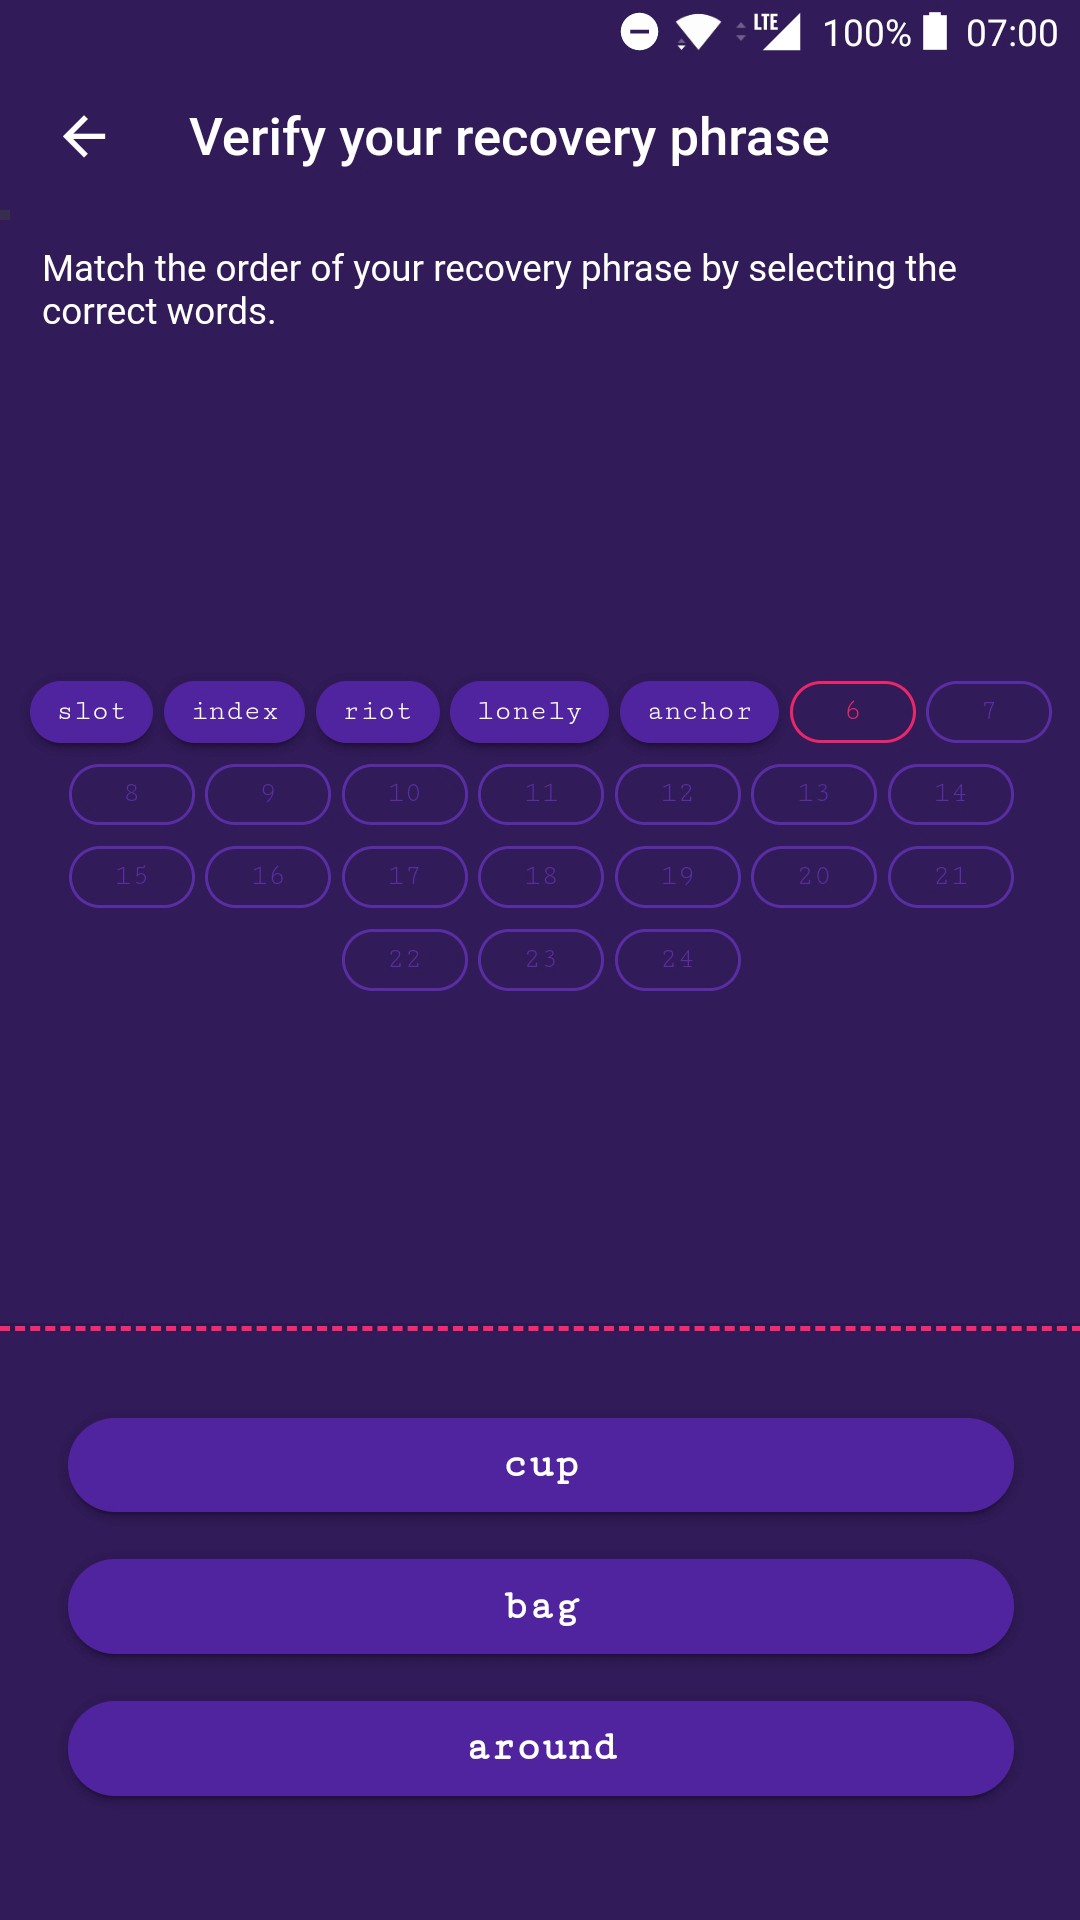 LTE 100% 07:00
Verify your recovery phrase
Match the order of your recovery phrase by selecting the
correct words.
slot index riot lonely anchor 6 7
8 9 10 11 12 13 14
15 16 17 18 19 20 21
22 23 24
cup
bag
around